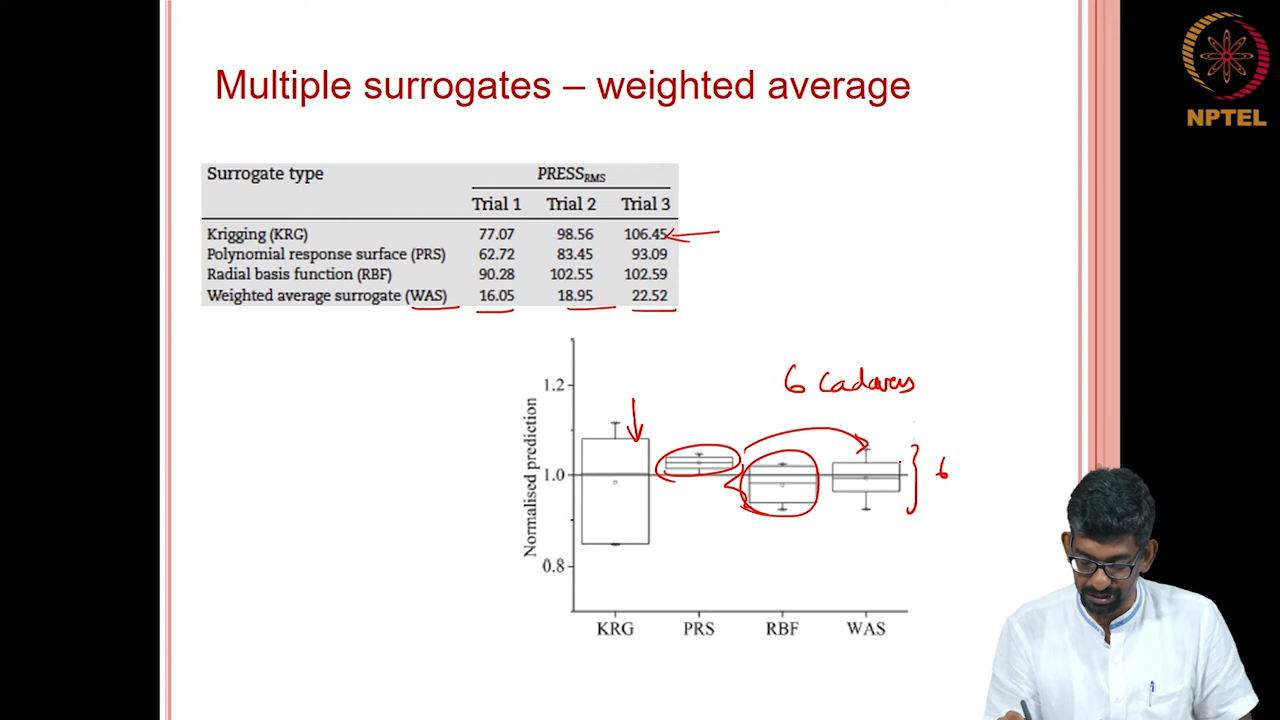 Multiple surrogates – weighted average
NPTEL
Surrogate type PRESS_RMS
Trial 1 Trial 2 Trial 3
Krigging (KRG) 77.07 98.56 106.45
Polynomial response surface (PRS) 62.72 83.45 93.09
Radial basis function (RBF) 90.28 102.55 102.59
Weighted average surrogate (WAS) 16.05 18.95 22.52
6 Cadavers
Normalised prediction
1.2
1.0
0.8
6
KRG PRS RBF WAS